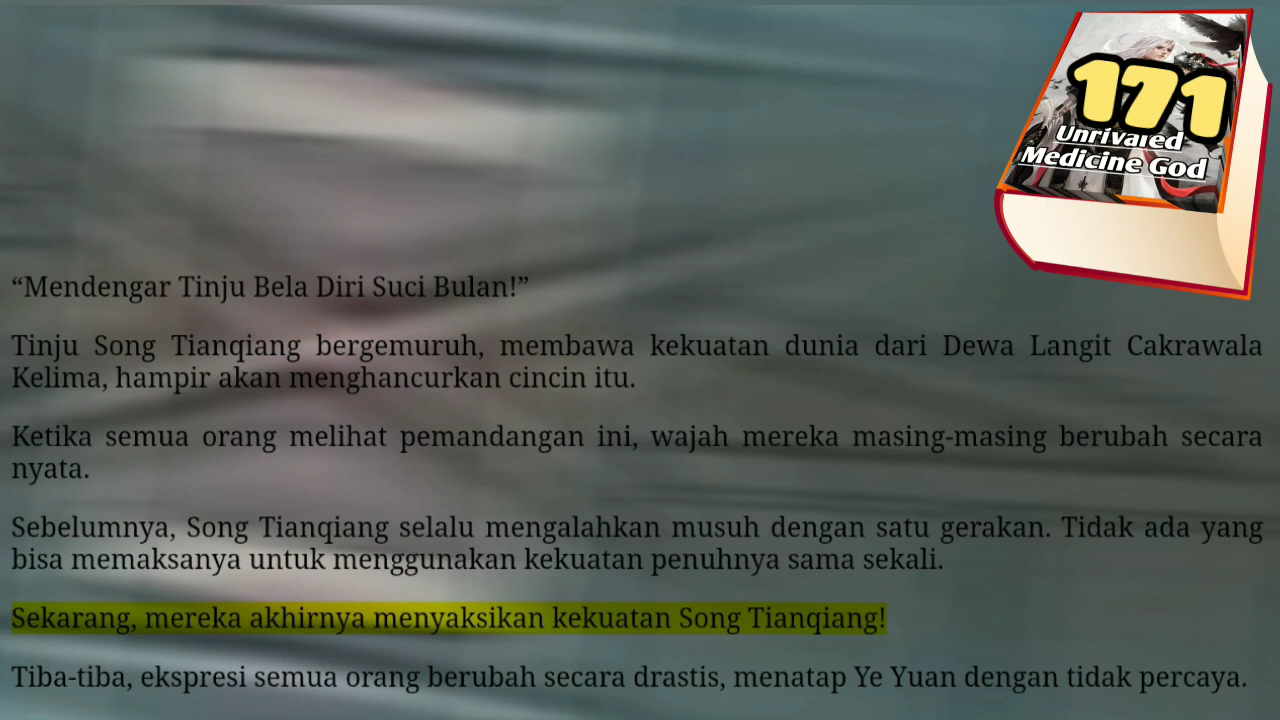 171
Unrivaled
Medicine God
“Mendengar Tinju Bela Diri Suci Bulan!”
Tinju Song Tianqiang bergemuruh, membawa kekuatan dunia dari Dewa Langit Cakrawala
Kelima, hampir akan menghancurkan cincin itu.
Ketika semua orang melihat pemandangan ini, wajah mereka masing-masing berubah secara
nyata.
Sebelumnya, Song Tianqiang selalu mengalahkan musuh dengan satu gerakan. Tidak ada yang
bisa memaksanya untuk menggunakan kekuatan penuhnya sama sekali.
Sekarang, mereka akhirnya menyaksikan kekuatan Song Tianqiang!
Tiba-tiba, ekspresi semua orang berubah secara drastis, menatap Ye Yuan dengan tidak percaya.